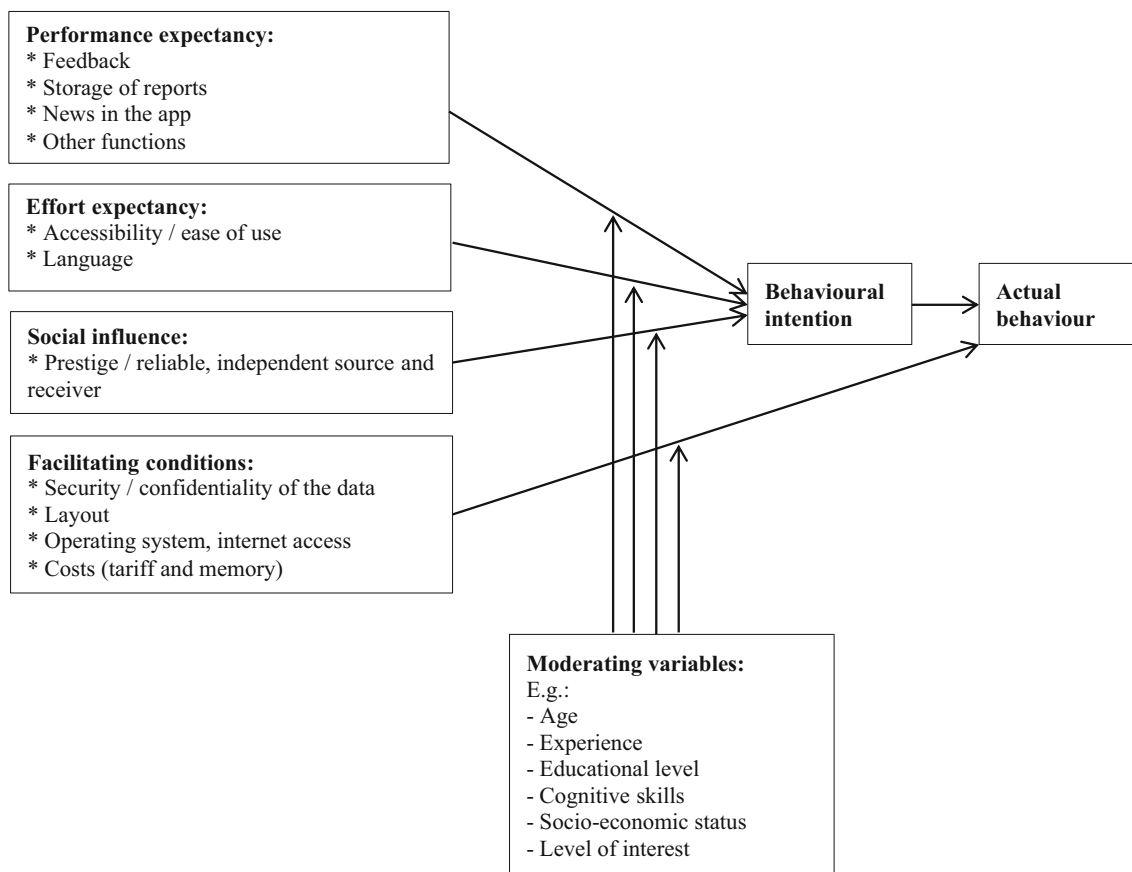 Performance expectancy:
* Feedback
* Storage of reports
* News in the app
* Other functions
Effort expectancy:
* Accessibility / ease of use
* Language
Social influence:
* Prestige / reliable, independent source and
receiver
Facilitating conditions:
* Security / confidentiality of the data
* Layout
* Operating system, internet access
* Costs (tariff and memory)
Behavioural
intention
Actual
behaviour
Moderating variables:
E.g.:
- Age
- Experience
- Educational level
- Cognitive skills
- Socio-economic status
- Level of interest